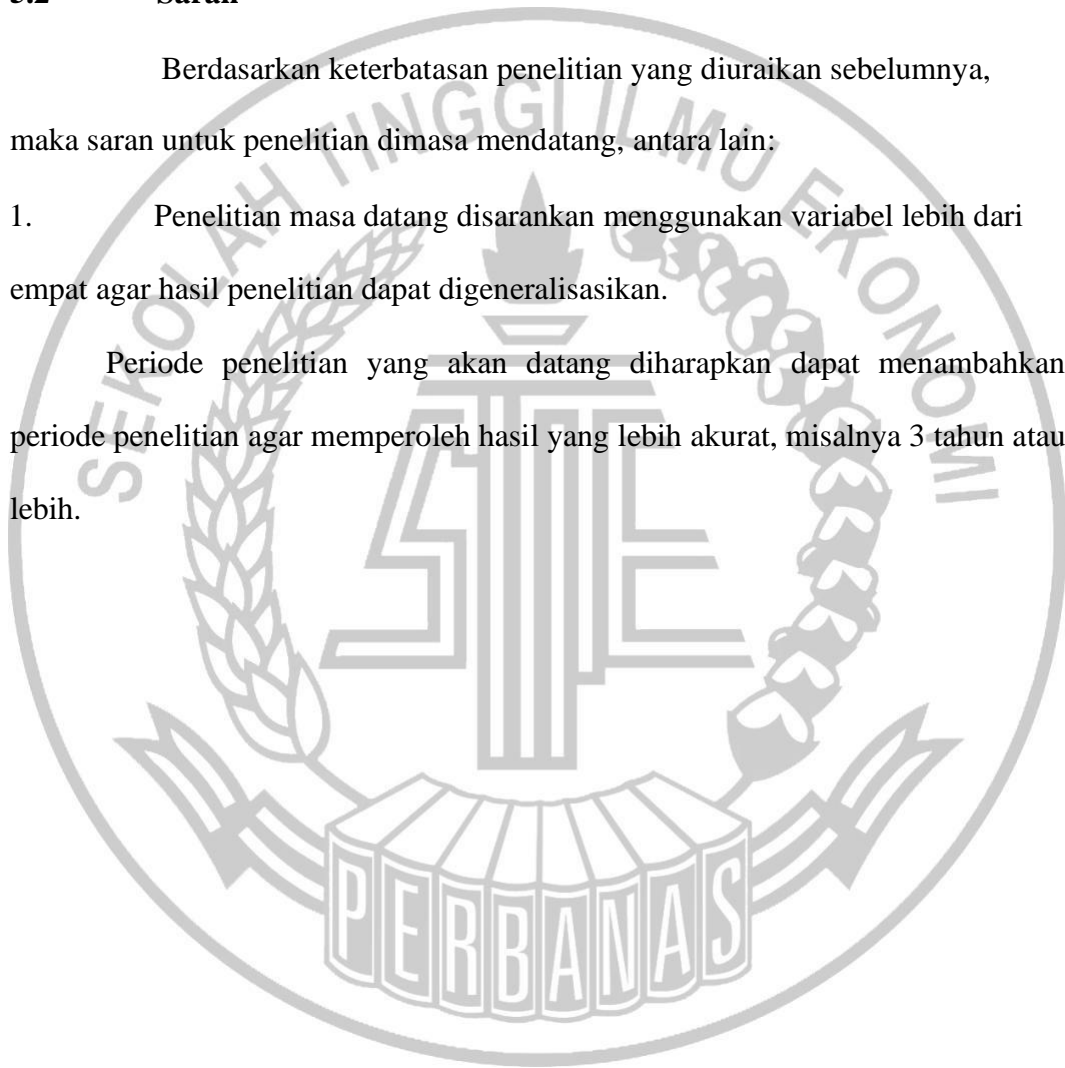 Saran
Berdasarkan keterbatasan penelitian yang diuraikan sebelumnya,
maka saran untuk penelitian dimasa mendatang, antara lain:
1. Penelitian masa datang disarankan menggunakan variabel lebih dari
empat agar hasil penelitian dapat digeneralisasikan.
Periode penelitian yang akan datang diharapkan dapat menambahkan
periode penelitian agar memperoleh hasil yang lebih akurat, misalnya 3 tahun atau
lebih.
SEKOLAH TINGGI ILMU EKONOMI
STIE
PERBANAS